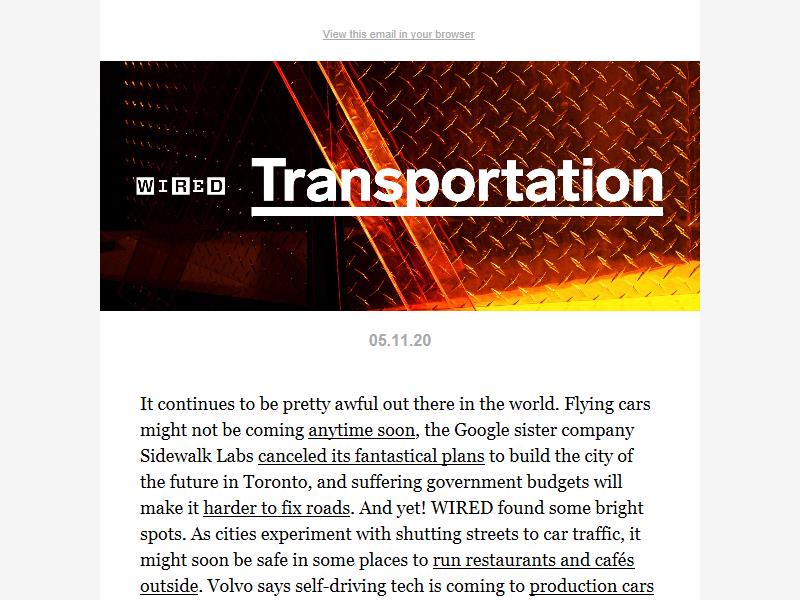 View this email in your browser
WIRED Transportation
05.11.20
It continues to be pretty awful out there in the world. Flying cars
might not be coming anytime soon, the Google sister company
Sidewalk Labs canceled its fantastical plans to build the city of
the future in Toronto, and suffering government budgets will
make it harder to fix roads. And yet! WIRED found some bright
spots. As cities experiment with shutting streets to car traffic, it
might soon be safe in some places to run restaurants and cafés
outside. Volvo says self-driving tech is coming to production cars